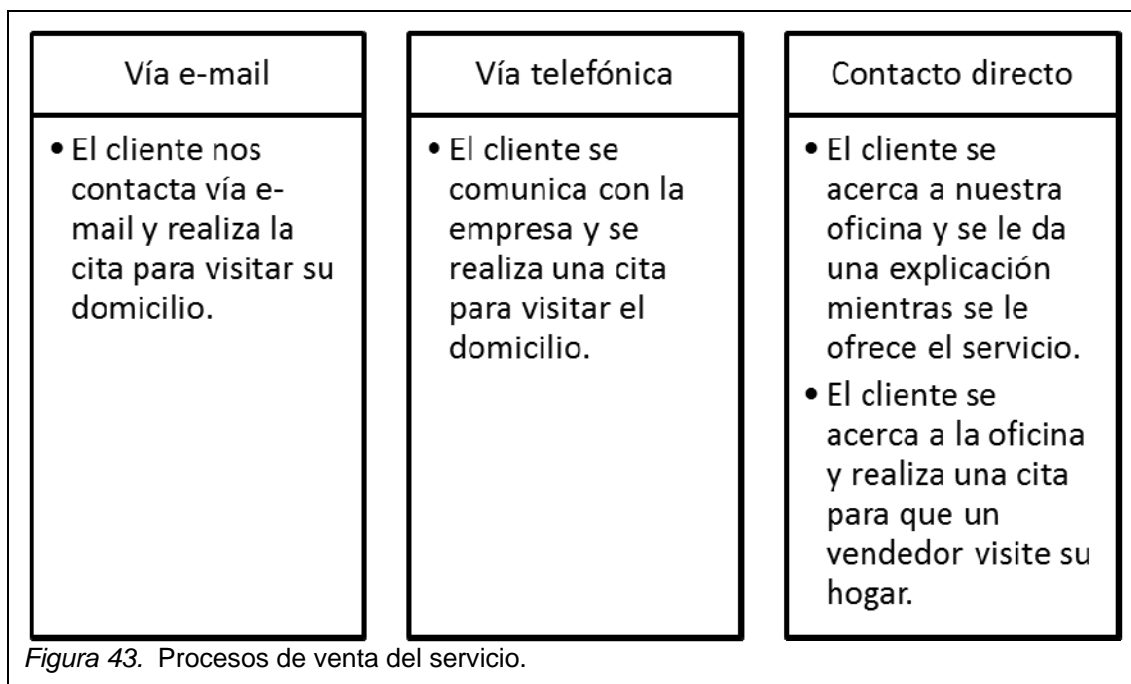 Vía e-mail
• El cliente nos
contacta vía e-
mail y realiza la
cita para visitar su
domicilio.
Vía telefónica
• El cliente se
comunica con la
empresa y se
realiza una cita
para visitar el
domicilio.
Contacto directo
• El cliente se
acerca a nuestra
oficina y se le da
una explicación
mientras se le
ofrece el servicio.
• El cliente se
acerca a la oficina
y realiza una cita
para que un
vendedor visite su
hogar.
Figura 43. Procesos de venta del servicio.